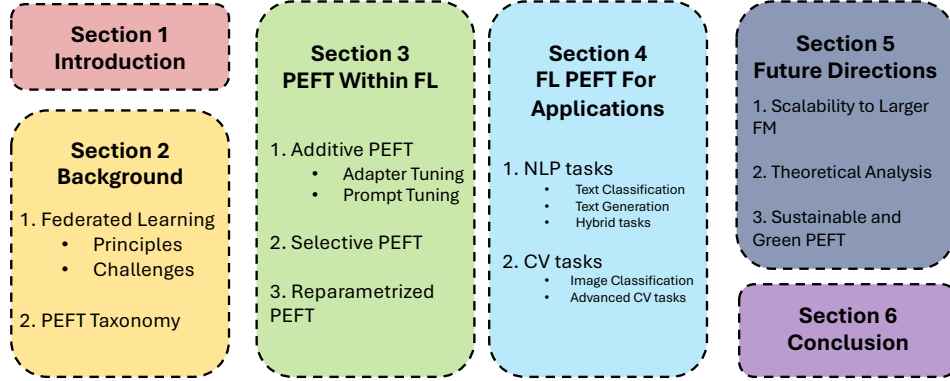 Section 1
Introduction
Section 2
Background
1. Federated Learning
• Principles
• Challenges
2. PEFT Taxonomy
Section 3
PEFT Within FL
1. Additive PEFT
• Adapter Tuning
• Prompt Tuning
2. Selective PEFT
3. Reparametrized
PEFT
Section 4
FL PEFT For
Applications
1. NLP tasks
• Text Classification
• Text Generation
• Hybrid tasks
2. CV tasks
• Image Classification
• Advanced CV tasks
Section 5
Future Directions
1. Scalability to Larger
FM
2. Theoretical Analysis
3. Sustainable and
Green PEFT
Section 6
Conclusion